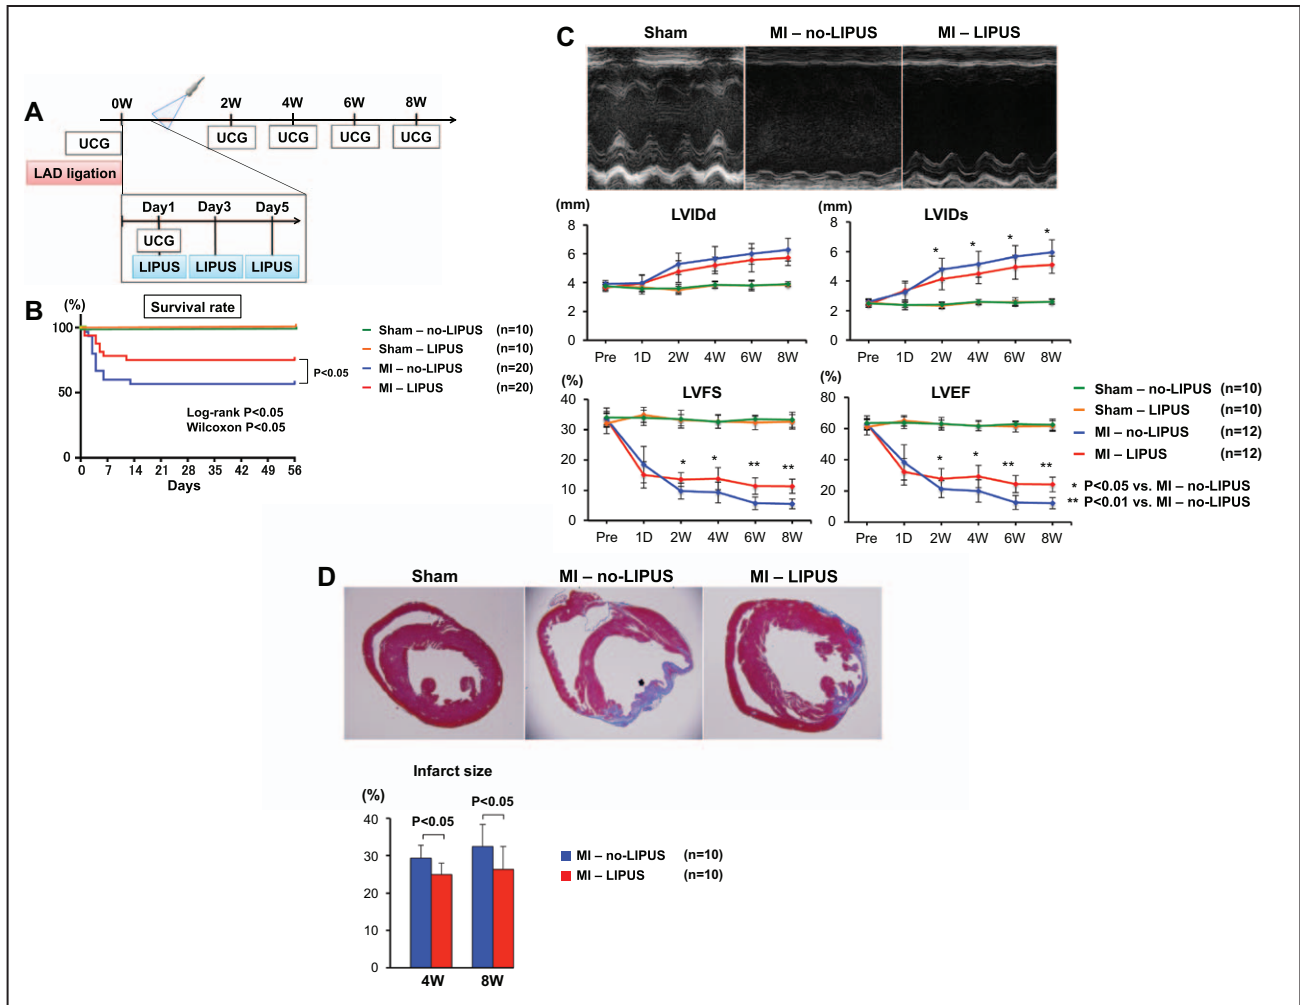 A
0W
2W
4W
6W
8W
UCG
UCG
UCG
UCG
UCG
LAD ligation
Day1
Day3
Day5
UCG
LIPUS
LIPUS
LIPUS
B
(%)
Survival rate
100
50
0
P<0.05
Log-rank P<0.05
Wilcoxon P<0.05
0 7 14 21 28 35 42 49 56
Days
Sham – no-LIPUS (n=10)
Sham – LIPUS (n=10)
MI – no-LIPUS (n=20)
MI – LIPUS (n=20)
C
Sham
MI – no-LIPUS
MI – LIPUS
(mm)
LVIDd
8
6
4
2
0
Pre 1D 2W 4W 6W 8W
(mm)
LVIDs
8
6
4
2
0
* * * *
Pre 1D 2W 4W 6W 8W
(%)
LVFS
40
30
20
10
0
* * ** **
Pre 1D 2W 4W 6W 8W
(%)
LVEF
80
60
40
20
0
* * ** **
Pre 1D 2W 4W 6W 8W
Sham – no-LIPUS (n=10)
Sham – LIPUS (n=10)
MI – no-LIPUS (n=12)
MI – LIPUS (n=12)
* P<0.05 vs. MI – no-LIPUS
** P<0.01 vs. MI – no-LIPUS
D
Sham
MI – no-LIPUS
MI – LIPUS
Infarct size
(%)
40
30
20
10
0
P<0.05
P<0.05
4W
8W
MI – no-LIPUS (n=10)
MI – LIPUS (n=10)